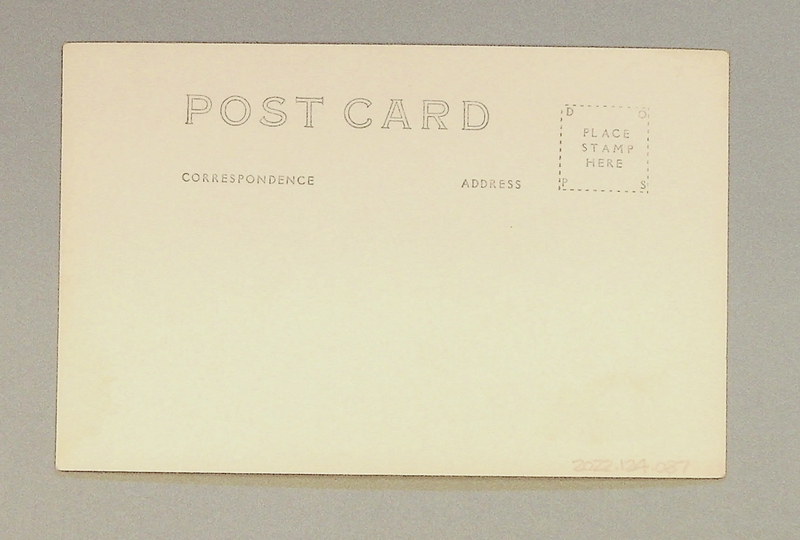 POST CARD
D O
PLACE
STAMP
HERE
P S
CORRESPONDENCE
ADDRESS
2022.124.087